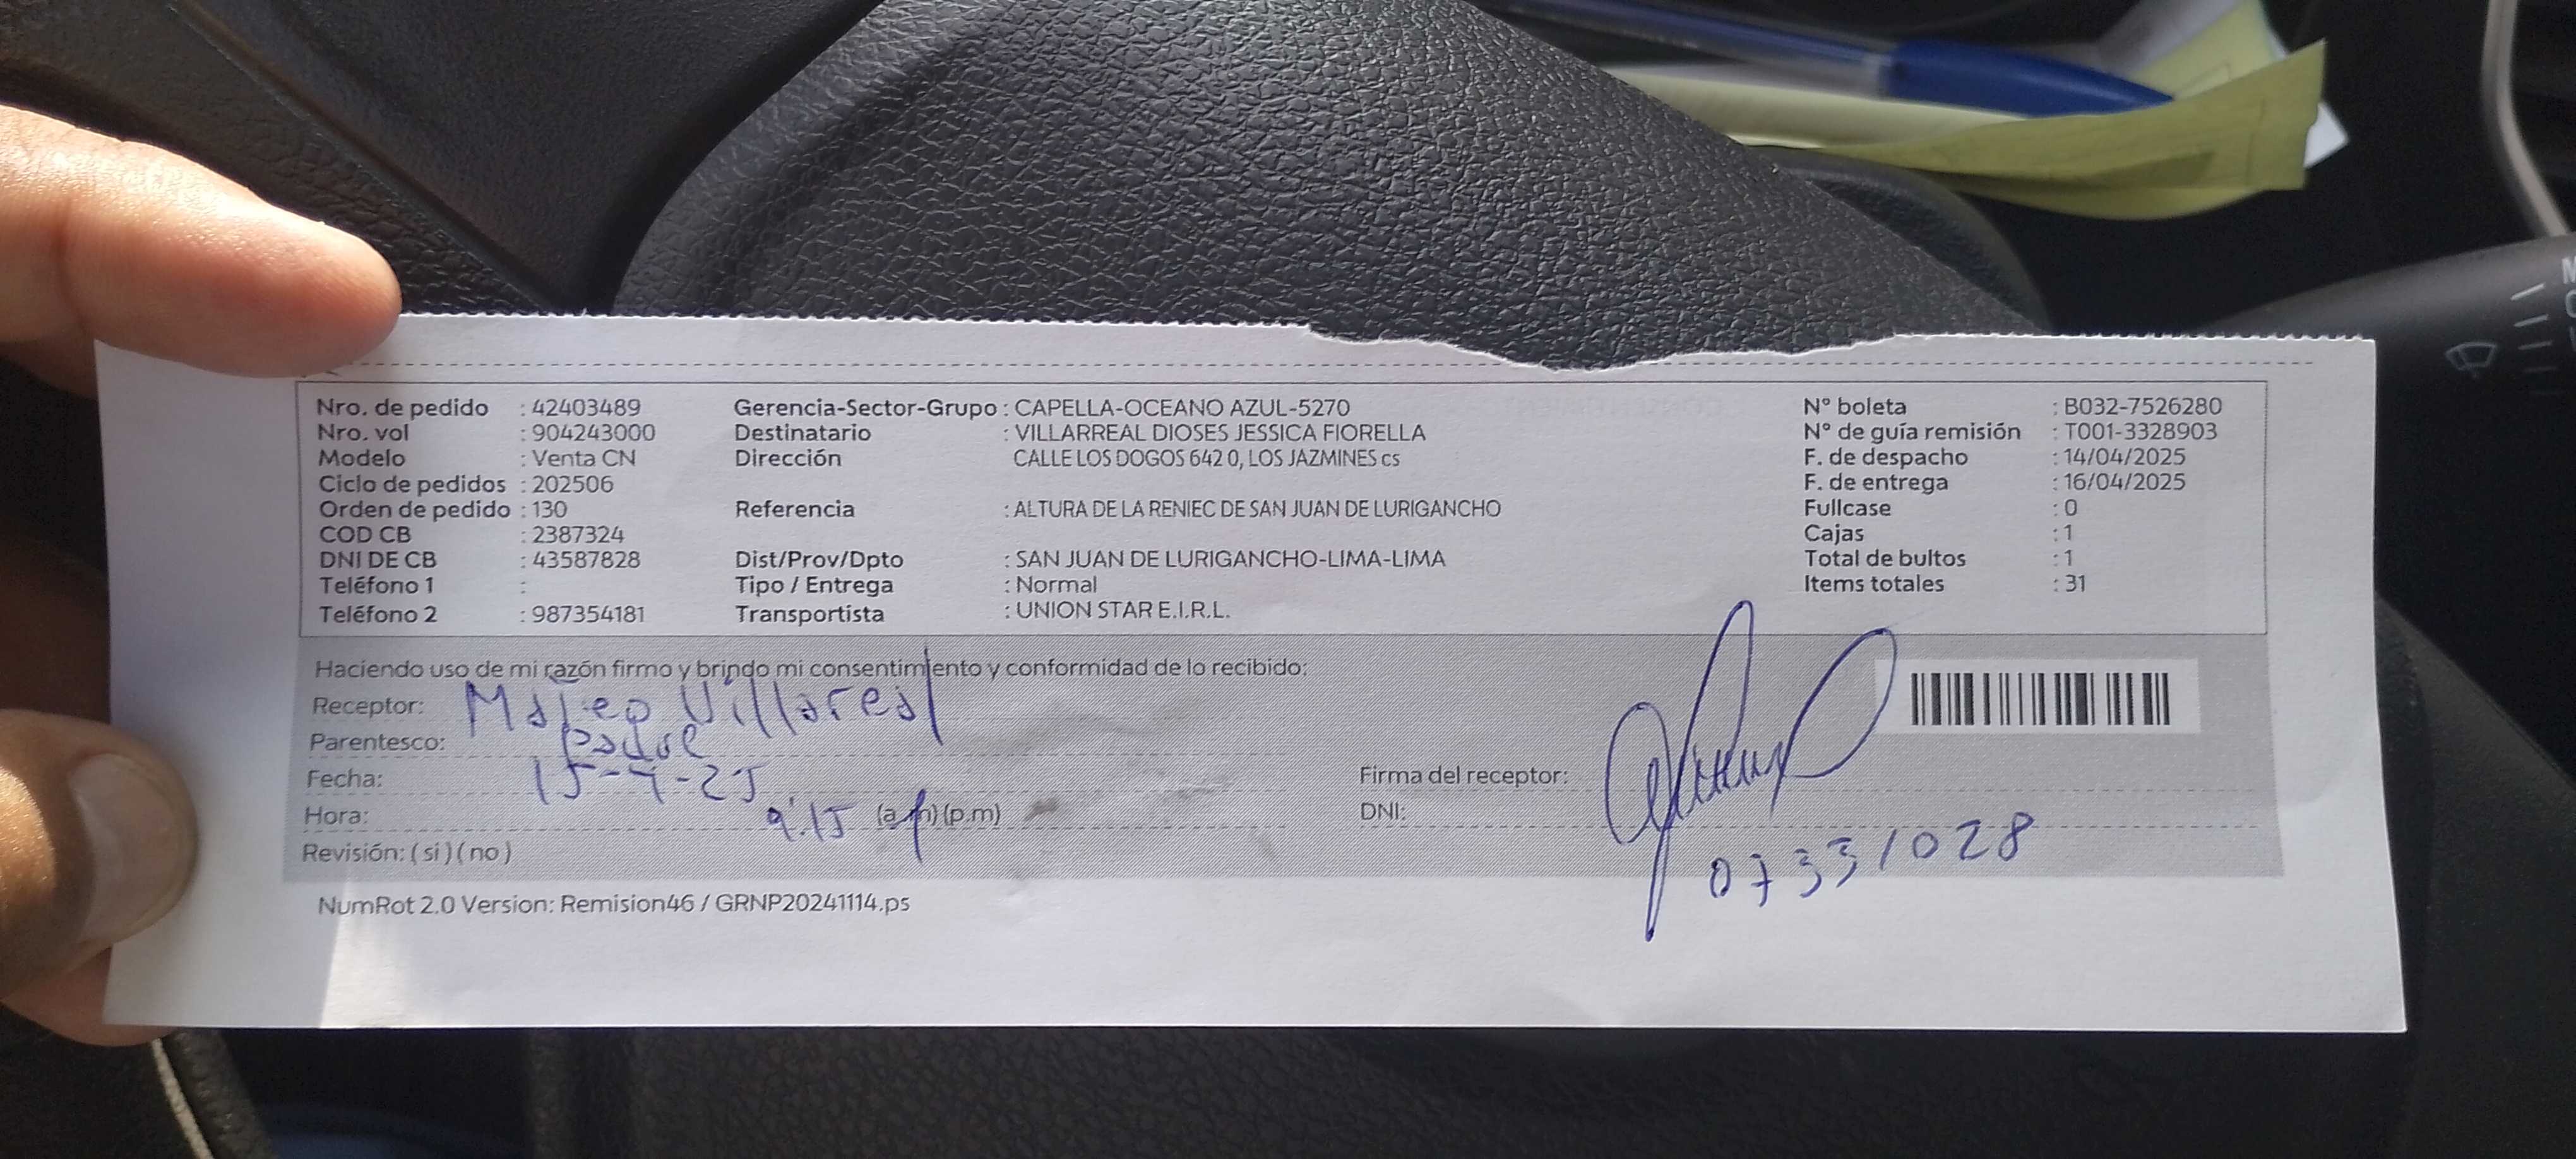 Nro. de pedido : 42403489 Gerencia-Sector-Grupo : CAPELLA-OCEANO AZUL-5270 N° boleta : B032-7526280
Nro. vol : 904243000 Destinatario : VILLARREAL DIOSES JESSICA FIORELLA N° de guía remisión : T001-3328903
Modelo : Venta CN Dirección CALLE LOS DOGOS 642 0, LOS JAZMINES cs F. de despacho : 14/04/2025
Ciclo de pedidos : 202506 F. de entrega : 16/04/2025
Orden de pedido : 130 Referencia : ALTURA DE LA RENIEC DE SAN JUAN DE LURIGANCHO Fullcase : 0
COD CB : 2387324 Cajas : 1
DNI DE CB : 43587828 Dist/Prov/Dpto : SAN JUAN DE LURIGANCHO-LIMA-LIMA Total de bultos : 1
Teléfono 1 : Tipo / Entrega : Normal Items totales : 31
Teléfono 2 : 987354181 Transportista : UNION STAR E.I.R.L.
Haciendo uso de mi razón firmo y brindo mi consentimiento y conformidad de lo recibido:
Receptor: Mateo Villareal
Parentesco: Padre
Fecha: 15-4-25 Firma del receptor:
Hora: 9:15 (a.m) (p.m) DNI: 07331028
Revisión: ( si ) ( no )
NumRot 2.0 Version: Remision46 / GRNP20241114.ps